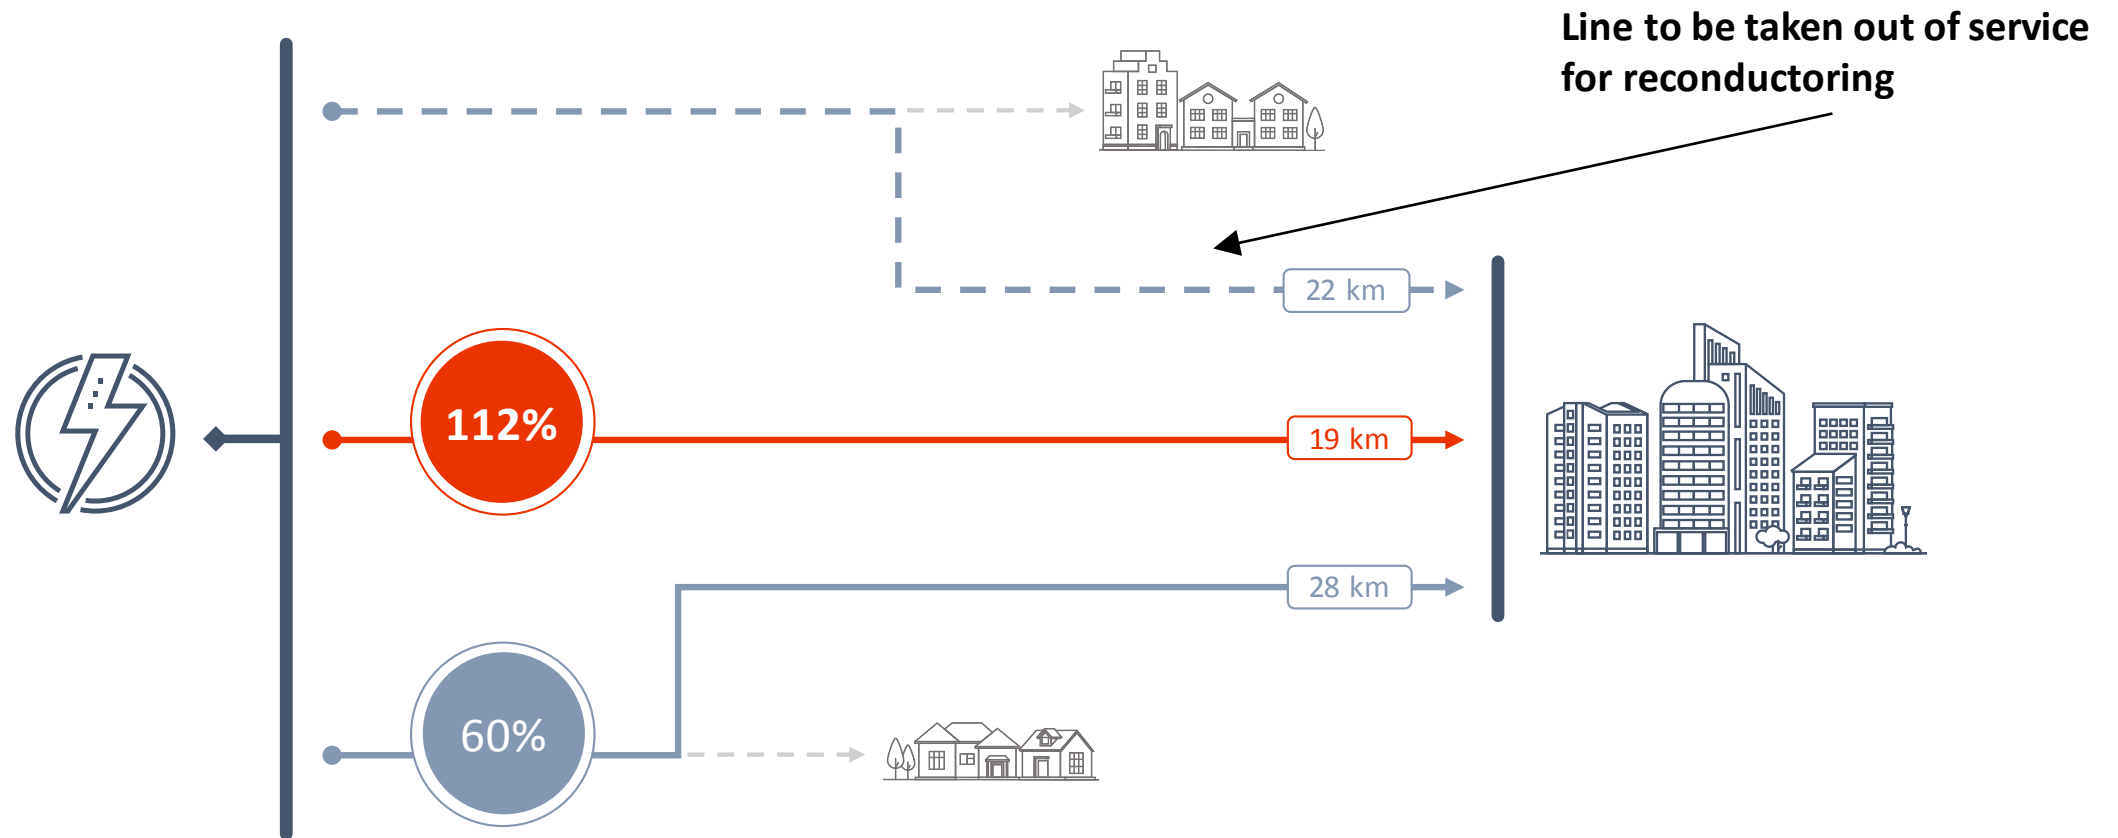 Line to be taken out of service
for reconductoring
22 km
112%
19 km
28 km
60%